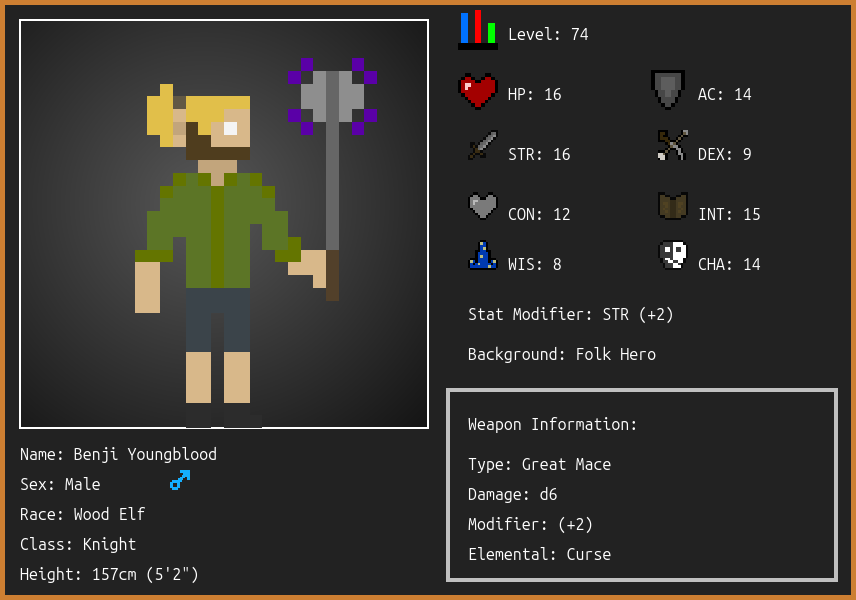 Level: 74
HP: 16
AC: 14
STR: 16
DEX: 9
CON: 12
INT: 15
WIS: 8
CHA: 14
Stat Modifier: STR (+2)
Background: Folk Hero
Weapon Information:
Type: Great Mace
Damage: d6
Modifier: (+2)
Elemental: Curse
Name: Benji Youngblood
Sex: Male
Race: Wood Elf
Class: Knight
Height: 157cm (5'2")